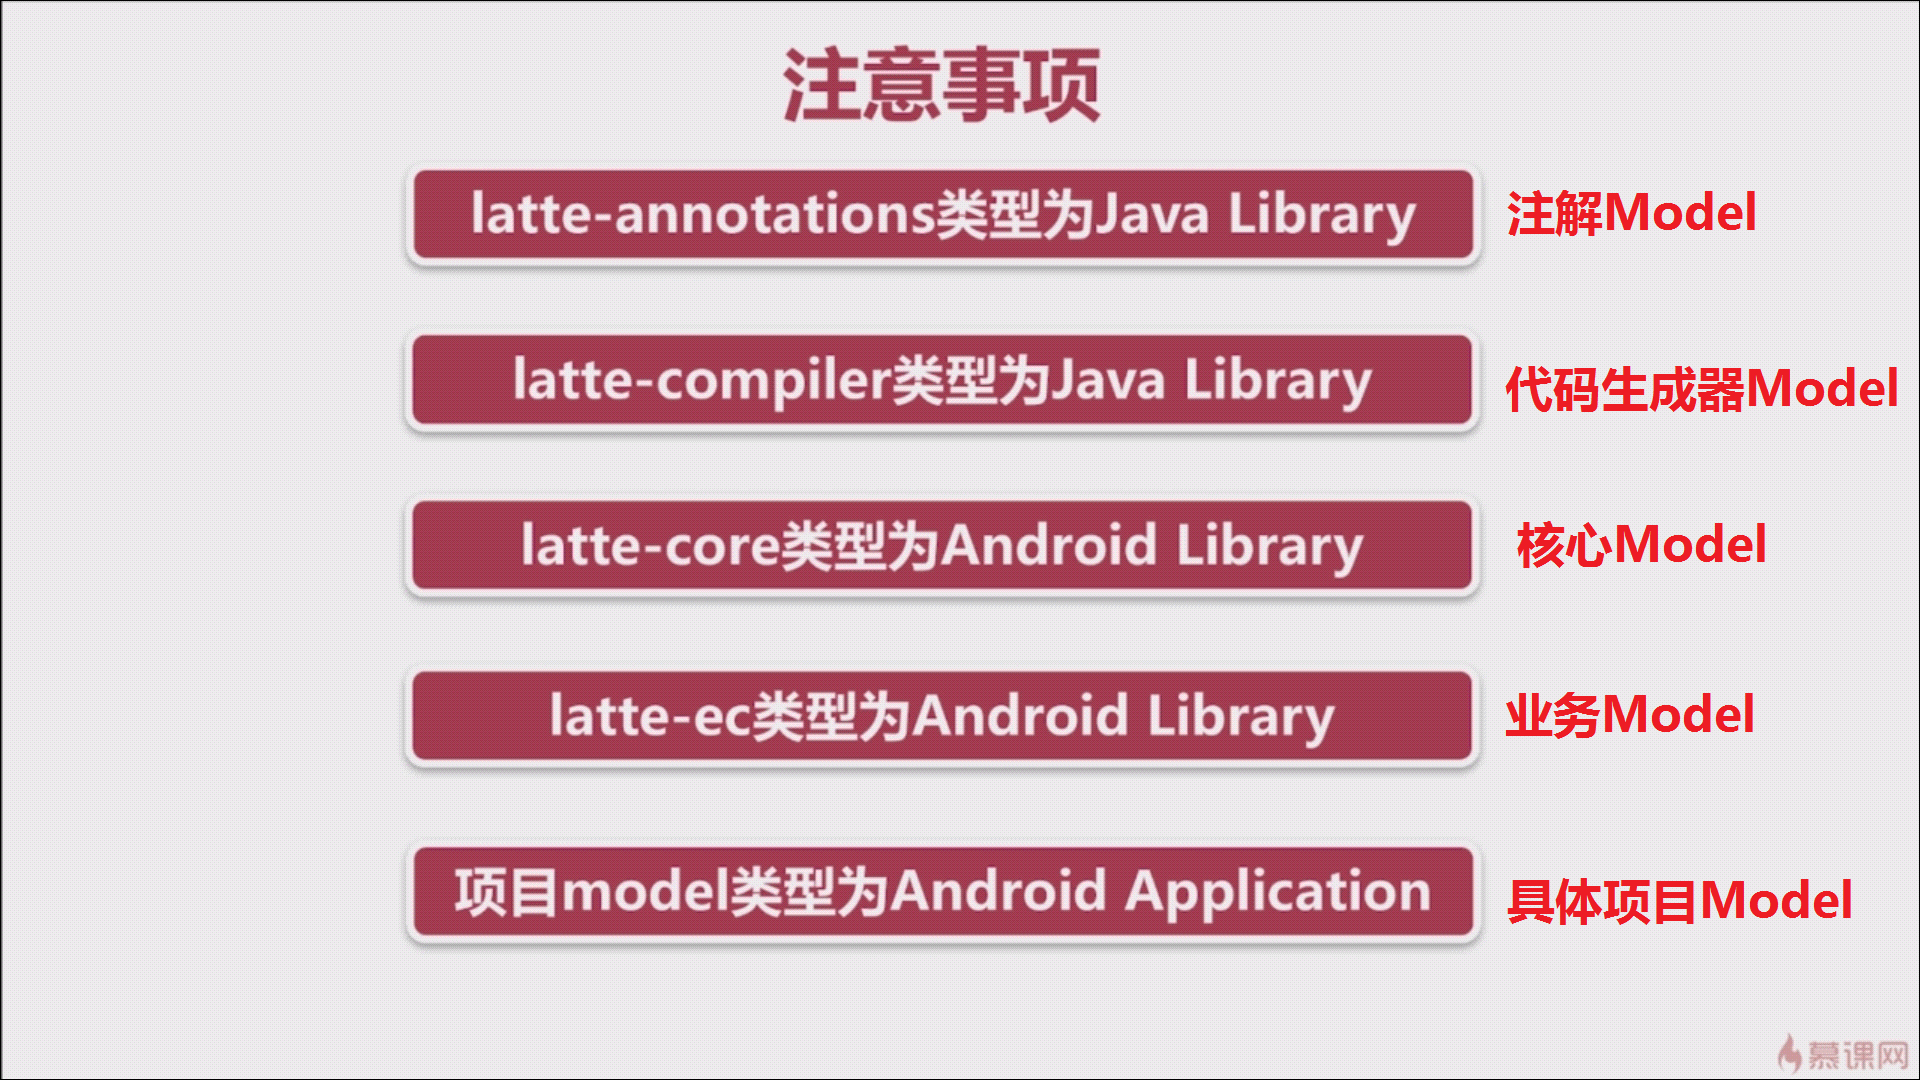 注意事项
latte-annotations类型为Java Library 注解Model
latte-compiler类型为Java Library 代码生成器Model
latte-core类型为Android Library 核心Model
latte-ec类型为Android Library 业务Model
项目model类型为Android Application 具体项目Model
慕课网